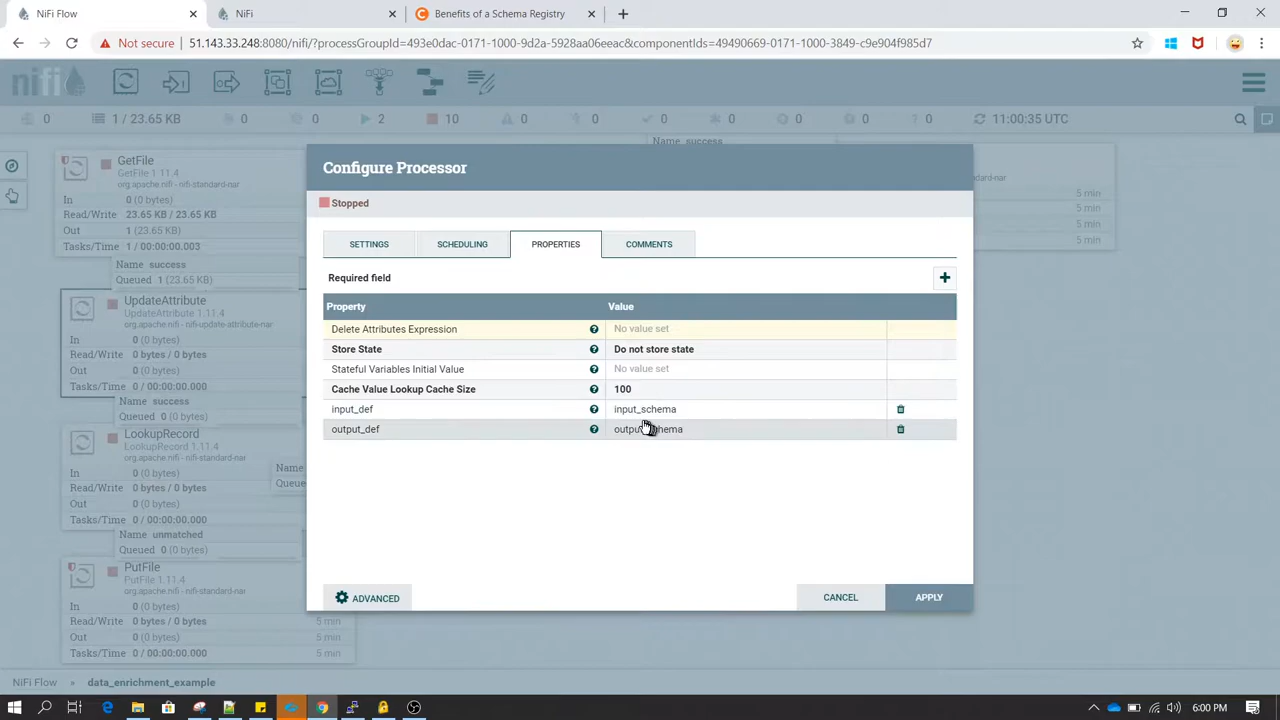 NiFi Flow
NiFi
Benefits of a Schema Registry
Not secure
51.143.33.248:8080/nifi/?processGroupId=493e0dac-0171-1000-9d2a-5928aa06eeac&componentIds=49490669-0171-1000-3849-c9e904f985d7
nifi
0
1 / 23.65 KB
0
0
2
10
0
0
0
0
0
0
11:00:35 UTC
Name success
GetFile
GetFile 1.11.4
org.apache.nifi - nifi-standard-nar
In 0 (0 bytes)
Read/Write 23.65 KB / 23.65 KB
Out 1 (23.65 KB)
Tasks/Time 1 / 00:00:00.003
Name success
Queued 1 (23.65 KB)
UpdateAttribute
UpdateAttribute 1.11.4
org.apache.nifi - nifi-update-attribute-nar
In 0 (0 bytes)
Read/Write 0 bytes / 0 bytes
Out 0 (0 bytes)
Tasks/Time 0 / 00:00:00.000
Name success
Queued 0 (0 bytes)
LookupRecord
LookupRecord 1.11.4
org.apache.nifi - nifi-standard-nar
In 0 (0 bytes)
Read/Write 0 bytes / 0 bytes
Out 0 (0 bytes)
Tasks/Time 0 / 00:00:00.000
Name
Queue
Name unmatched
Queued 0 (0 bytes)
PutFile
PutFile 1.11.4
org.apache.nifi - nifi-standard-nar
In 0 (0 bytes)
Read/Write 0 bytes / 0 bytes 5 min
Out 0 (0 bytes) 5 min
Tasks/Time 0 / 00:00:00.000 5 min
dard-nar
5 min
5 min
5 min
5 min
Configure Processor
Stopped
SETTINGS
SCHEDULING
PROPERTIES
COMMENTS
Required field
Property Value
Delete Attributes Expression No value set
Store State Do not store state
Stateful Variables Initial Value No value set
Cache Value Lookup Cache Size 100
input_def input_schema
output_def
ADVANCED
CANCEL
APPLY
NiFi Flow » data_enrichment_example
6:00 PM